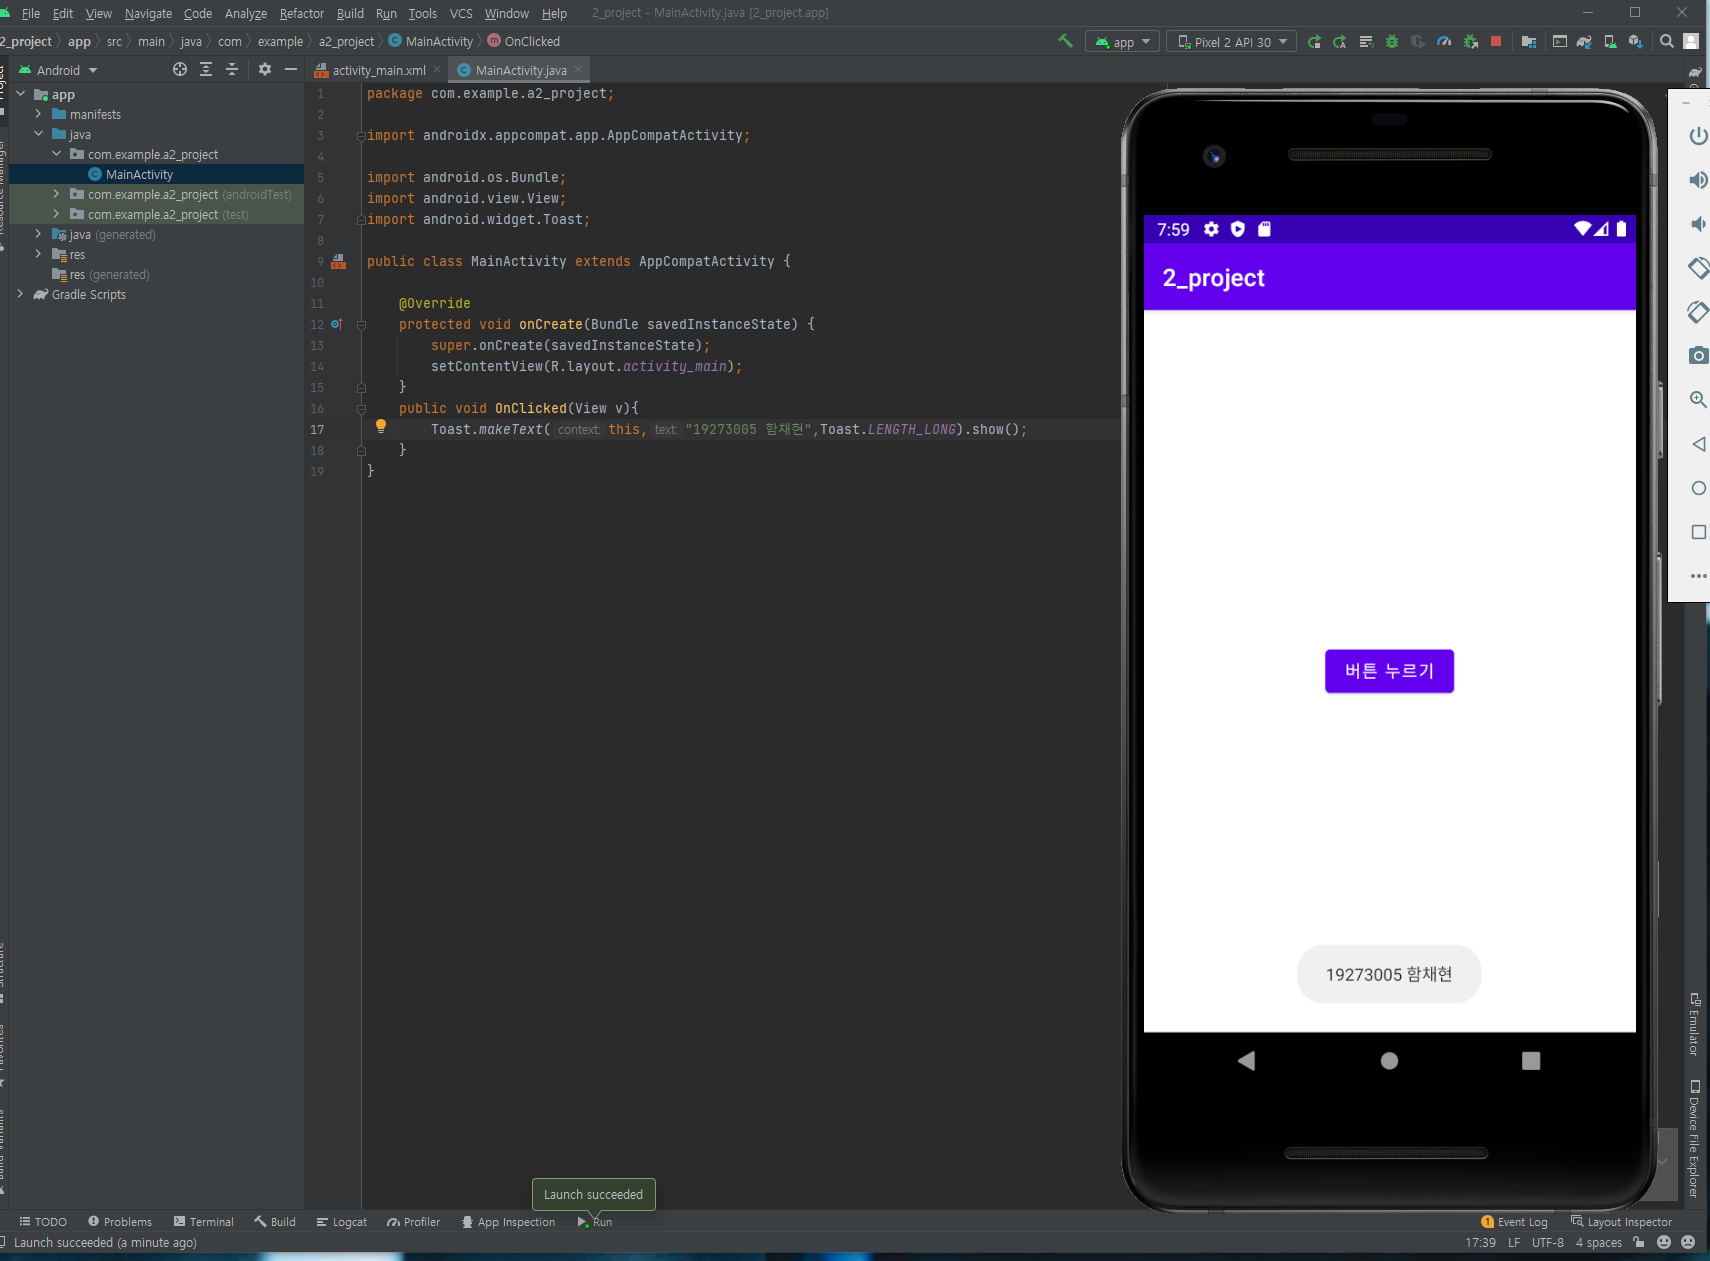 File Edit View Navigate Code Analyze Refactor Build Run Tools VCS Window Help 2_project - MainActivity.java [2_project.app]
2_project app src main java com example a2_project MainActivity OnClicked app Pixel 2 API 30
Android
activity_main.xml MainActivity.java
app
manifests
java
com.example.a2_project
MainActivity
com.example.a2_project (androidTest)
com.example.a2_project (test)
java (generated)
res
res (generated)
Gradle Scripts
1 package com.example.a2_project;
2
3 import androidx.appcompat.app.AppCompatActivity;
4
5 import android.os.Bundle;
6 import android.view.View;
7 import android.widget.Toast;
8
9 public class MainActivity extends AppCompatActivity {
10
11 @Override
12 protected void onCreate(Bundle savedInstanceState) {
13 super.onCreate(savedInstanceState);
14 setContentView(R.layout.activity_main);
15 }
16 public void OnClicked(View v){
17 Toast.makeText( context: this, text: "19273005 함채현",Toast.LENGTH_LONG).show();
18 }
19 }
7:59
2_project
버튼 누르기
19273005 함채현
Emulator
Device File Explorer
Launch succeeded
TODO Problems Terminal Build Logcat Profiler App Inspection Run 1 Event Log Layout Inspector
Launch succeeded (a minute ago) 17:39 LF UTF-8 4 spaces